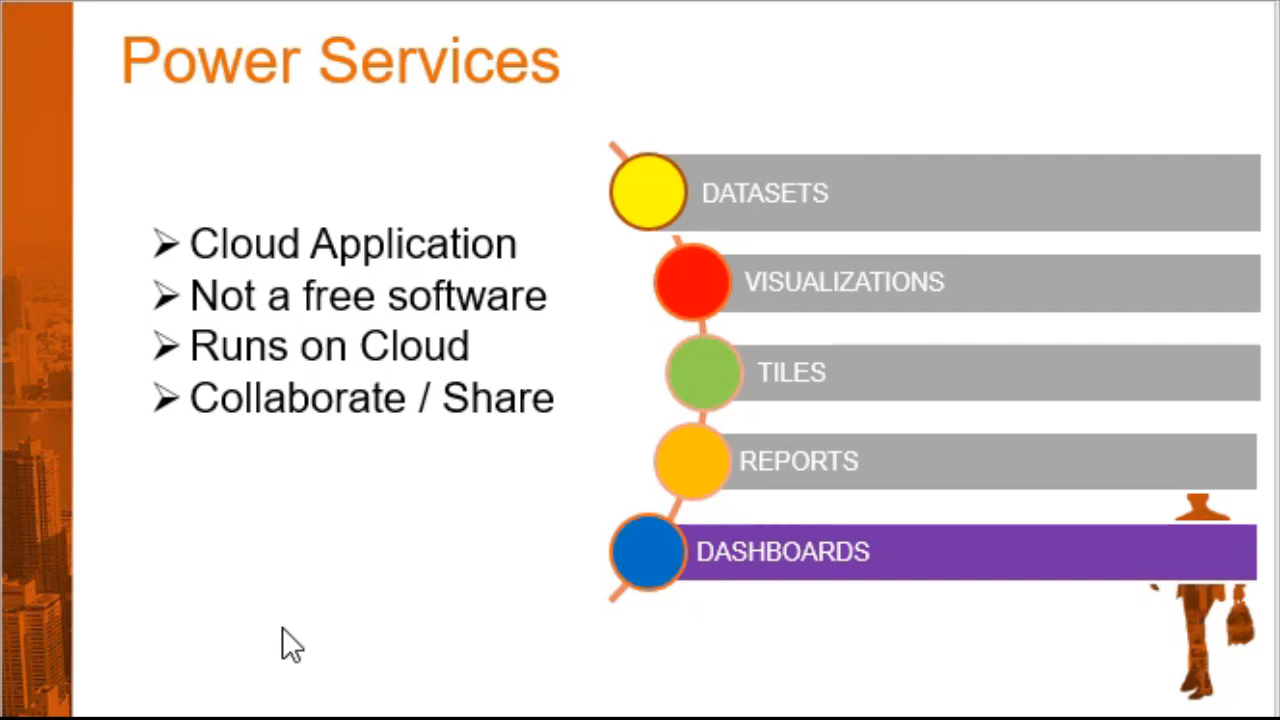 Power Services
➢ Cloud Application
➢ Not a free software
➢ Runs on Cloud
➢ Collaborate / Share
DATASETS
VISUALIZATIONS
TILES
REPORTS
DASHBOARDS